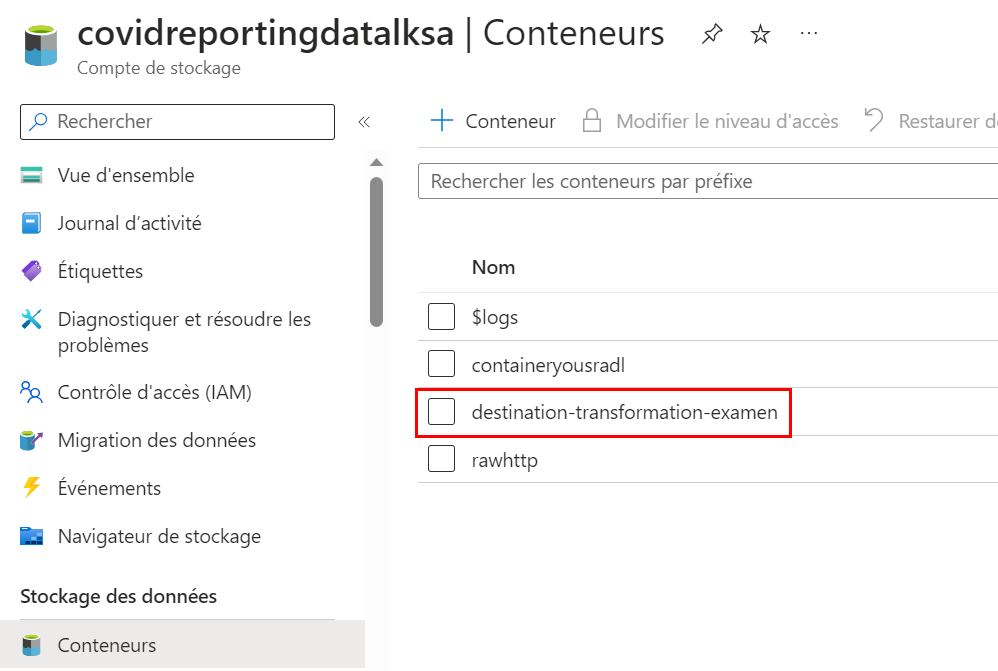 covidreportingdatalksa | Conteneurs
Compte de stockage
Rechercher
Vue d'ensemble
Journal d’activité
Étiquettes
Diagnostiquer et résoudre les
problèmes
Contrôle d'accès (IAM)
Migration des données
Événements
Navigateur de stockage
Stockage des données
Conteneurs
Conteneur
Modifier le niveau d'accès
Restaurer
Rechercher les conteneurs par préfixe
Nom
$logs
containeryousradl
destination-transformation-examen
rawhttp